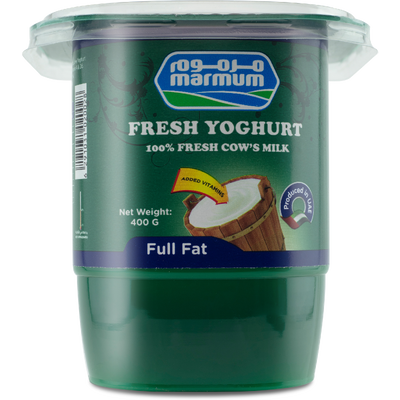 مرموم
marmum
FRESH YOGHURT
100% FRESH COW'S MILK
ADDED VITAMINS
Produced in UAE
Net Weight:
400 G
Full Fat